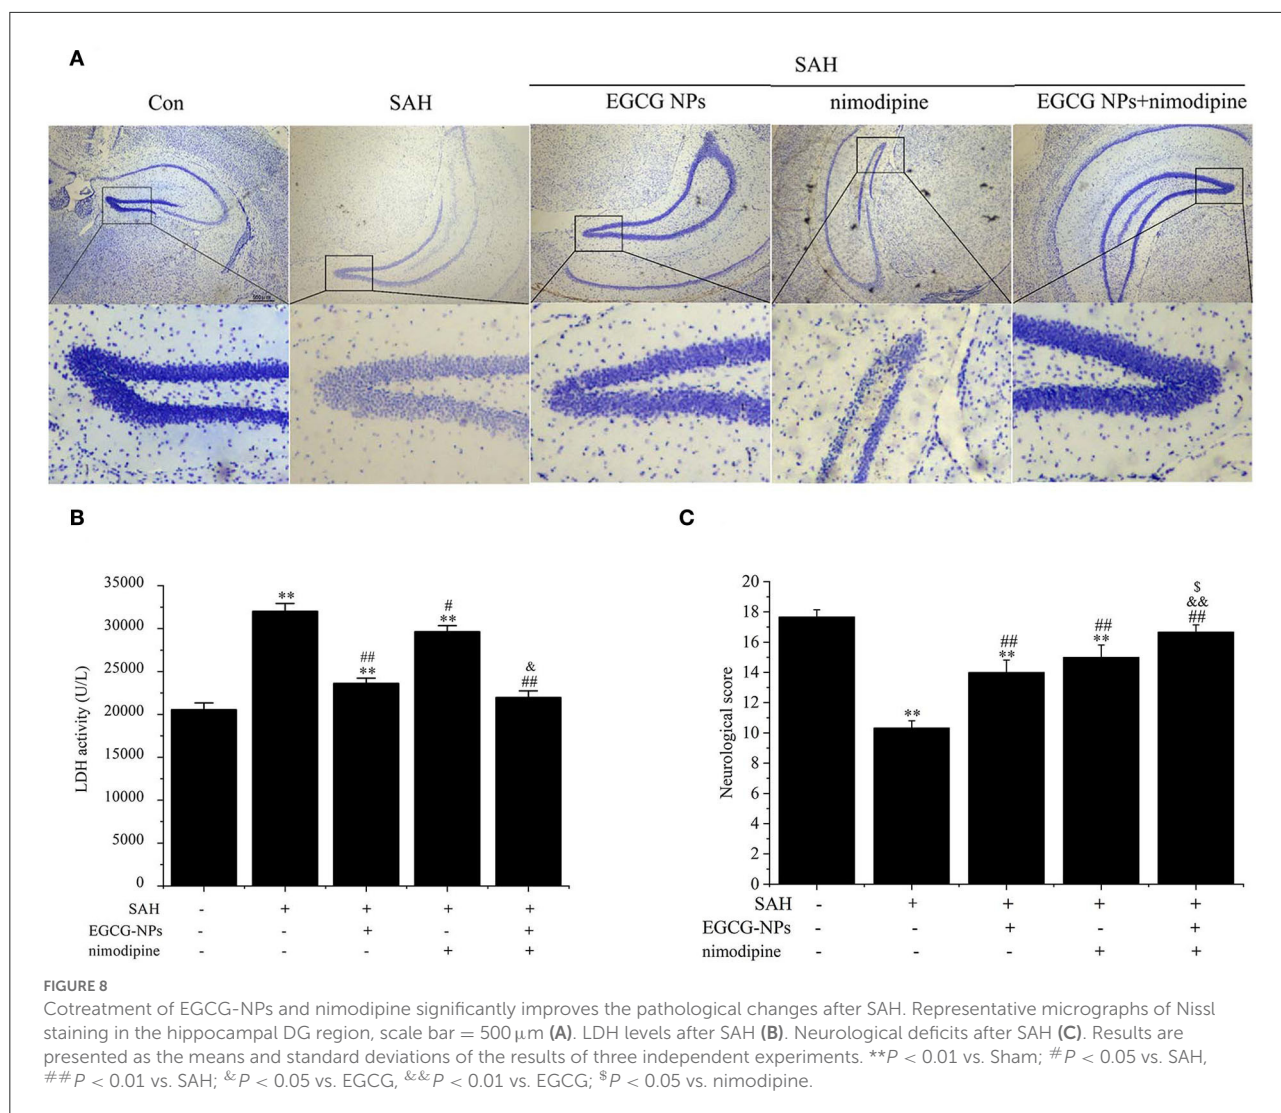 A
SAH
Con
SAH
EGCG NPs
nimodipine
EGCG NPs+nimodipine
500 μm
B
35000
30000
25000
20000
15000
10000
5000
0
LDH activity (U/L)
**
##
**
#
**
&
##
SAH - + + + +
EGCG-NPs - - + - +
nimodipine - - - + +
C
20
18
16
14
12
10
8
6
4
2
0
Neurological score
**
##
**
##
**
$
&&
##
SAH - + + + +
EGCG-NPs - - + - +
nimodipine - - - + +
FIGURE 8
Cotreatment of EGCG-NPs and nimodipine significantly improves the pathological changes after SAH. Representative micrographs of Nissl
staining in the hippocampal DG region, scale bar = 500 μm (A). LDH levels after SAH (B). Neurological deficits after SAH (C). Results are
presented as the means and standard deviations of the results of three independent experiments. **P < 0.01 vs. Sham; #P < 0.05 vs. SAH,
##P < 0.01 vs. SAH; &P < 0.05 vs. EGCG, &&P < 0.01 vs. EGCG; $P < 0.05 vs. nimodipine.